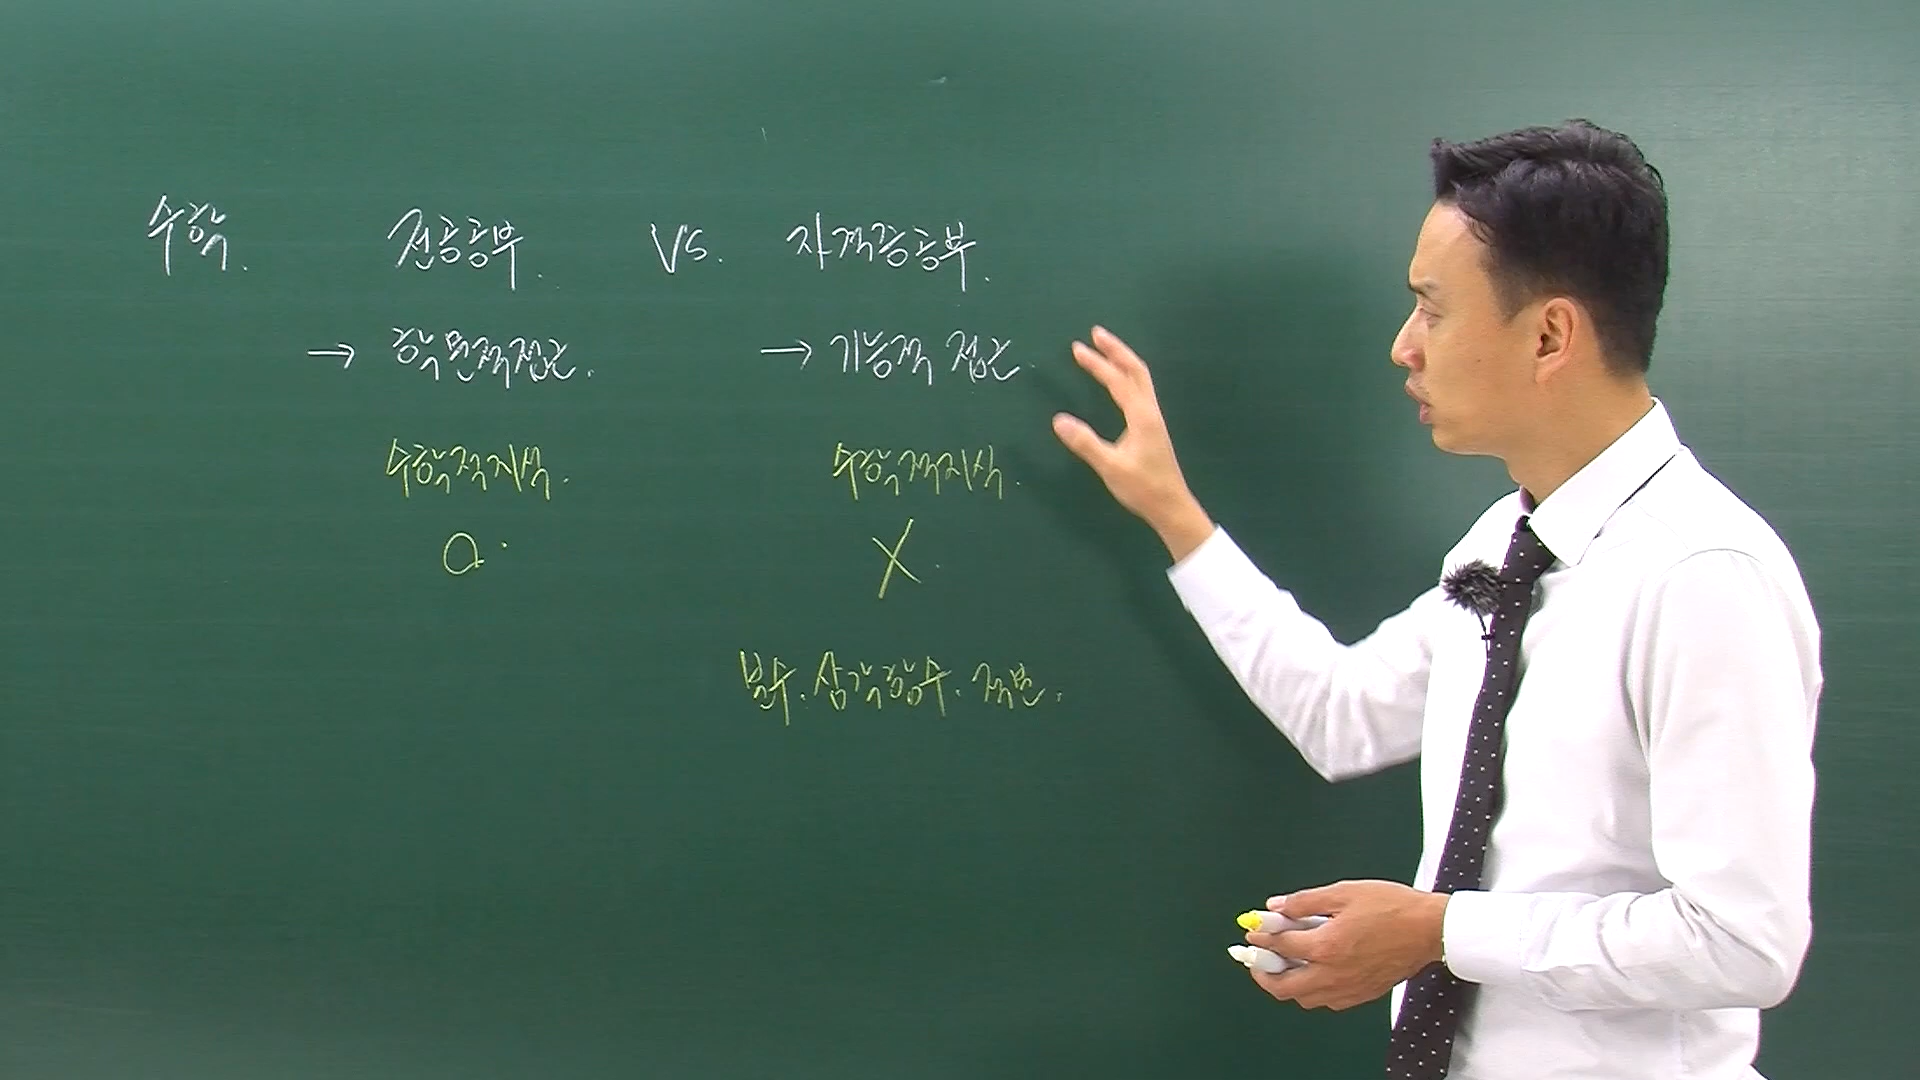 수학. 전공공부. VS. 자격증공부.
→ 학문적접근. → 기능적 접근.
수학적지식. 수학적지식.
O. X.
복소수. 삼각함수. 적분.